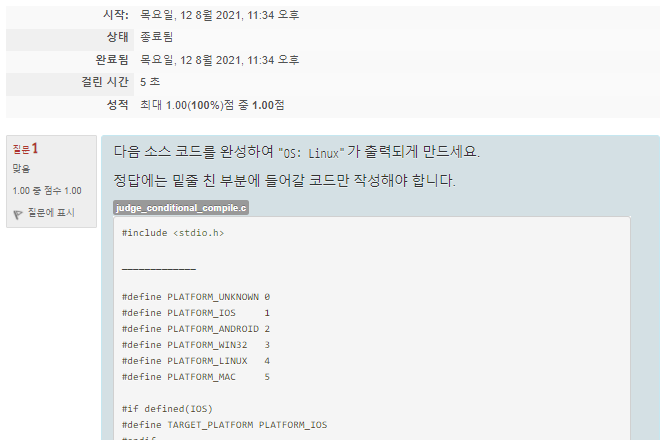 시작: 목요일, 12 8월 2021, 11:34 오후
상태 종료됨
완료됨 목요일, 12 8월 2021, 11:34 오후
걸린 시간 5 초
성적 최대 1.00(100%)점 중 1.00점
질문 1
맞음
1.00 중 점수 1.00
질문에 표시
다음 소스 코드를 완성하여 "OS: Linux"가 출력되게 만드세요.
정답에는 밑줄 친 부분에 들어갈 코드만 작성해야 합니다.
judge_conditional_compile.c
#include <stdio.h>
_____________
#define PLATFORM_UNKNOWN 0
#define PLATFORM_IOS     1
#define PLATFORM_ANDROID 2
#define PLATFORM_WIN32   3
#define PLATFORM_LINUX   4
#define PLATFORM_MAC     5
#if defined(IOS)
#define TARGET_PLATFORM PLATFORM_IOS
#endif